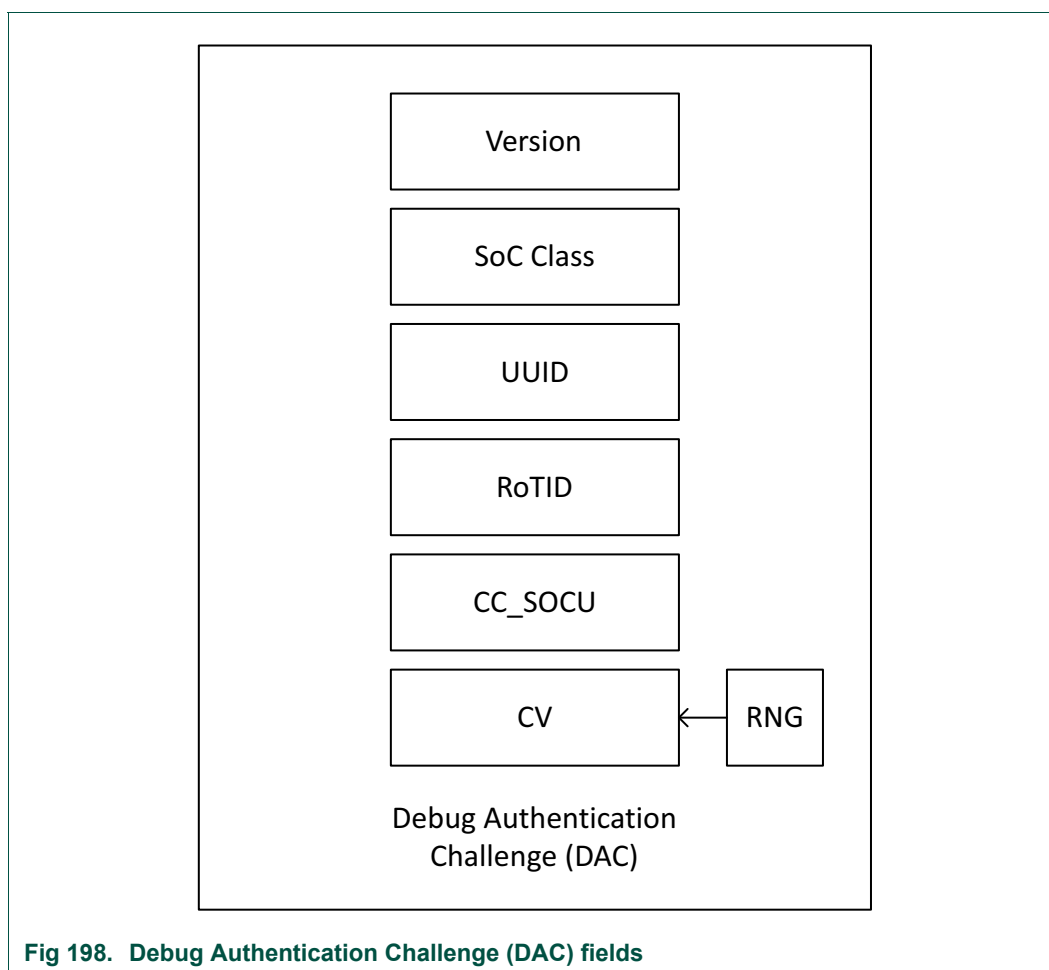 Version
SoC Class
UUID
RoTID
CC_SOCU
CV
RNG
Debug Authentication
Challenge (DAC)
Fig 198. Debug Authentication Challenge (DAC) fields